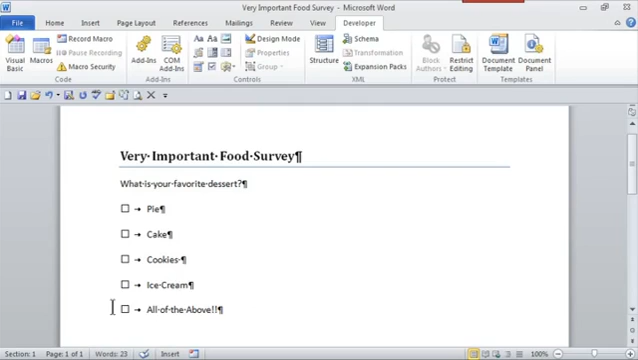 Very Important Food Survey - Microsoft Word
File Home Insert Page Layout References Mailings Review View Developer
Visual Basic
Macros
Record Macro
Pause Recording
Macro Security
Code
Add-Ins
COM Add-Ins
Add-Ins
Aa Aa
Design Mode
Properties
Group
Controls
Structure
Schema
Transformation
Expansion Packs
XML
Block Authors
Restrict Editing
Protect
Document Template
Document Panel
Templates
Very·Important·Food·Survey¶
What·is·your·favorite·dessert?¶
☐ → Pie¶
☐ → Cake¶
☐ → Cookies·¶
☐ → Ice·Cream¶
☐ → All·of·the·Above!!¶
Section: 1 Page: 1 of 1 Words: 23 Insert 100%